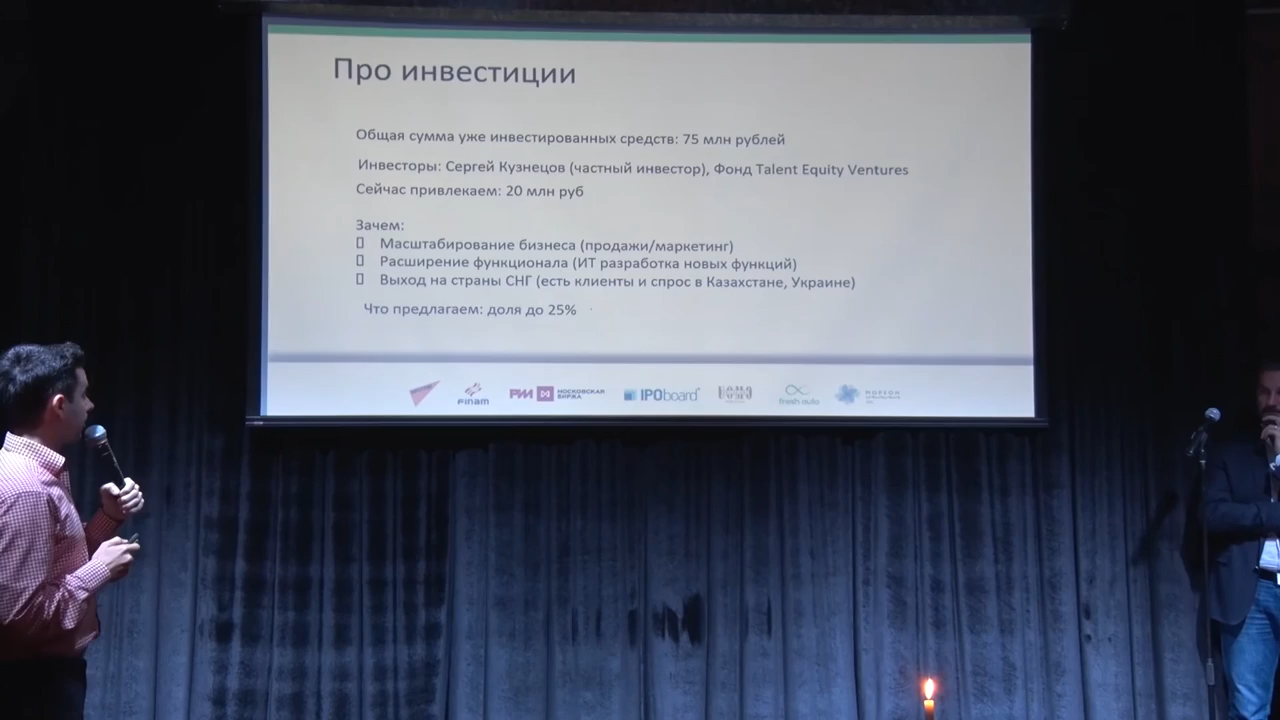 Про инвестиции
Общая сумма уже инвестированных средств: 75 млн рублей
Инвесторы: Сергей Кузнецов (частный инвестор), Фонд Talent Equity Ventures
Сейчас привлекаем: 20 млн руб
Зачем:
Масштабирование бизнеса (продажи/маркетинг)
Расширение функционала (ИТ разработка новых функций)
Выход на страны СНГ (есть клиенты и спрос в Казахстане, Украине)
Что предлагаем: доля до 25%
FINAM
РИИ МОСКОВСКАЯ БИРЖА
IPOboard
fresh auto